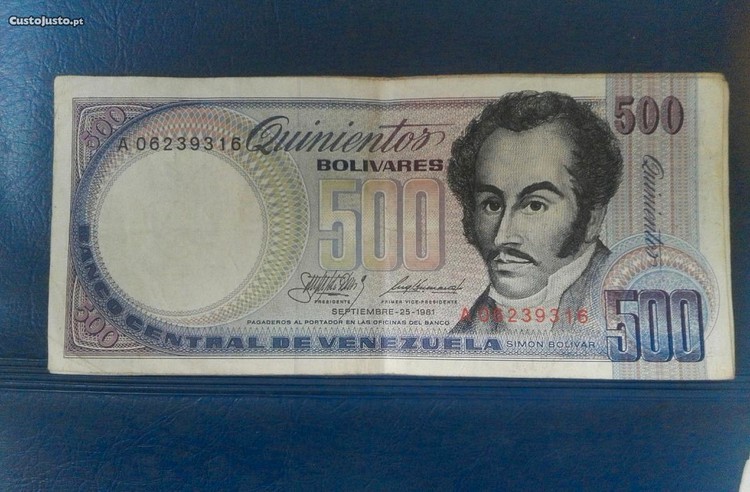 CustoJusto.pt
500
A 06239316
Quinientos
BOLIVARES
500
500
Quinientos
PRESIDENTE
PRIMER VICE-PRESIDENTE
SEPTIEMBRE-25-1981
A 06239316
PAGADEROS AL PORTADOR EN LAS OFICINAS DEL BANCO
500
BANCO CENTRAL DE VENEZUELA
SIMON BOLIVAR
500